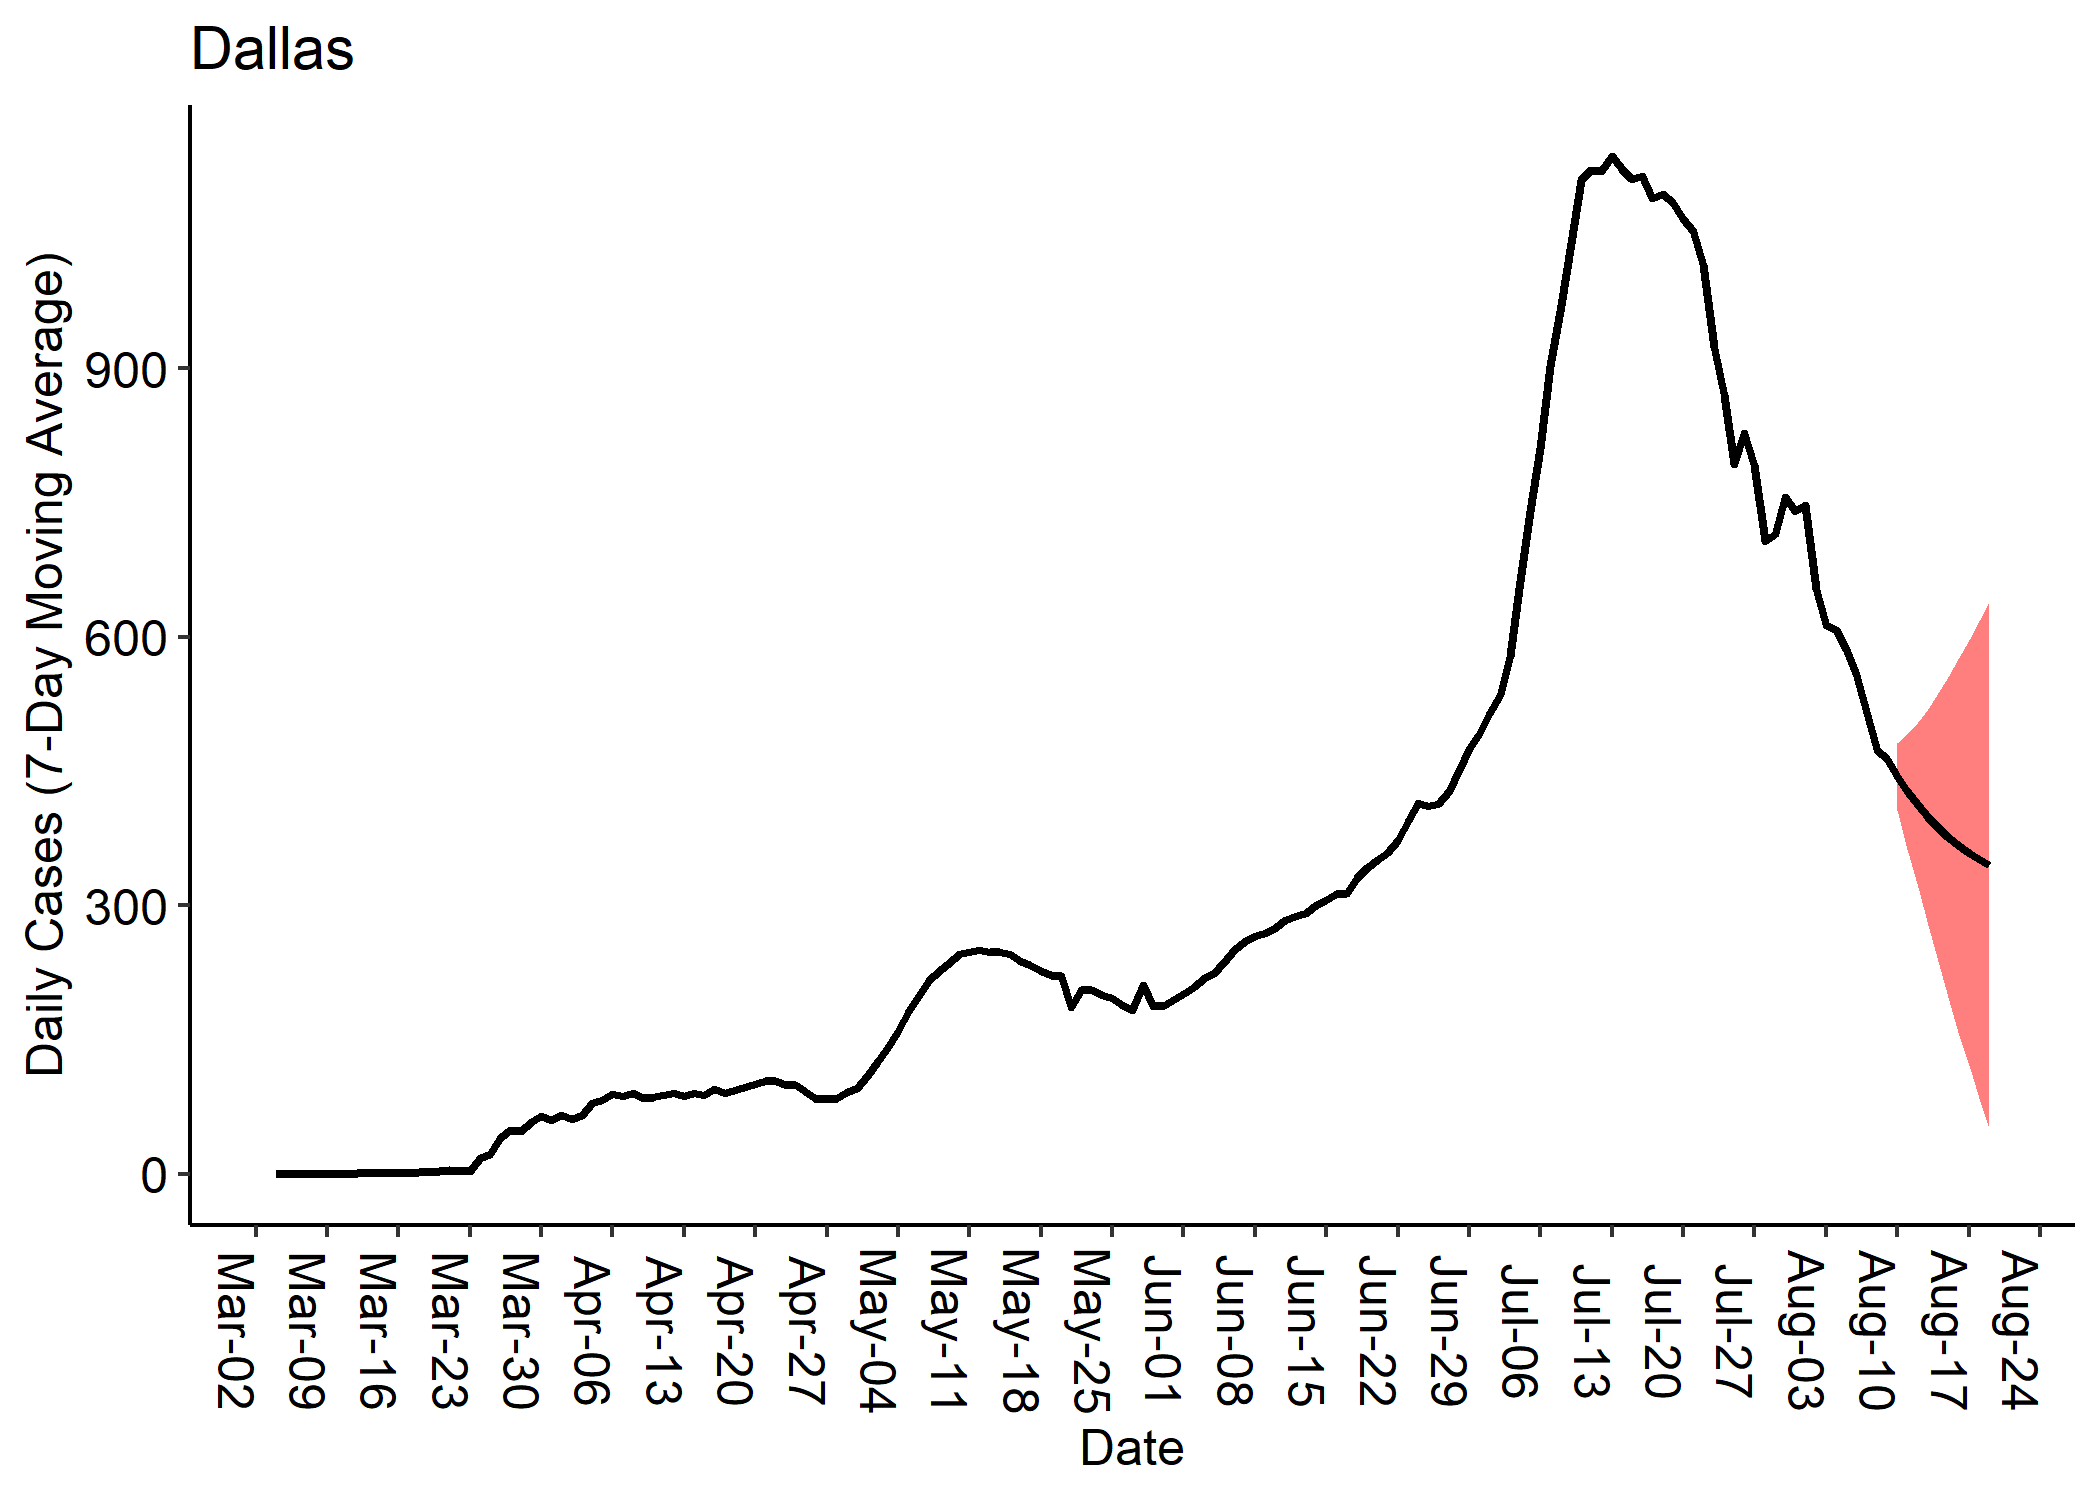 Dallas
Daily Cases (7-Day Moving Average)
900
600
300
0
Mar-02
Mar-09
Mar-16
Mar-23
Mar-30
Apr-06
Apr-13
Apr-20
Apr-27
May-04
May-11
May-18
May-25
Jun-01
Jun-08
Jun-15
Jun-22
Jun-29
Jul-06
Jul-13
Jul-20
Jul-27
Aug-03
Aug-10
Aug-17
Aug-24
Date